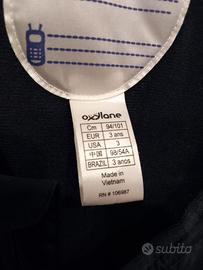 oxylane
Cm 94/101
EUR 3 ans
USA 3
中国 98/54A
BRAZIL 3 anos
Made in
Vietnam
RN # 106987
subito